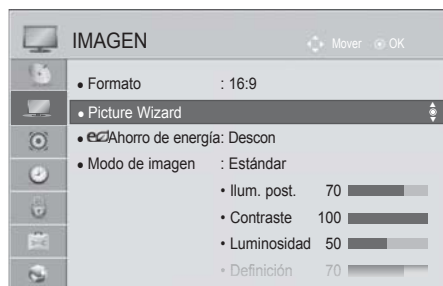 IMAGEN
Mover OK
• Formato : 16:9
• Picture Wizard
• eco Ahorro de energía: Descon
• Modo de imagen : Estándar
• Ilum. post. 70
• Contraste 100
• Luminosidad 50
• Definición 70